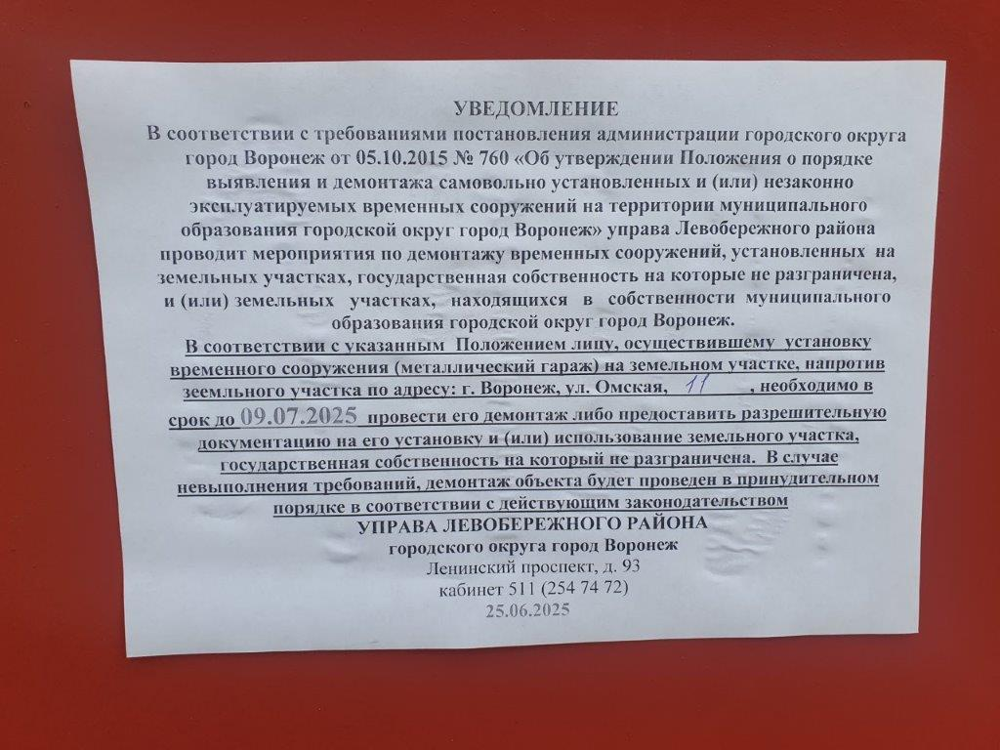 УВЕДОМЛЕНИЕ
В соответствии с требованиями постановления администрации городского округа
город Воронеж от 05.10.2015 № 760 «Об утверждении Положения о порядке
выявления и демонтажа самовольно установленных и (или) незаконно
эксплуатируемых временных сооружений на территории муниципального
образования городской округ город Воронеж» управа Левобережного района
проводит мероприятия по демонтажу временных сооружений, установленных на
земельных участках, государственная собственность на которые не разграничена,
и (или) земельных участках, находящихся в собственности муниципального
образования городской округ город Воронеж.
В соответствии с указанным Положением лицу, осуществившему установку
временного сооружения (металлический гараж) на земельном участке, напротив
зеемльного участка по адресу: г. Воронеж, ул. Омская, 11 , необходимо в
срок до 09.07.2025 провести его демонтаж либо предоставить разрешительную
документацию на его установку и (или) использование земельного участка,
государственная собственность на который не разграничена. В случае
невыполнения требований, демонтаж объекта будет проведен в принудительном
порядке в соответствии с действующим законодательством
УПРАВА ЛЕВОБЕРЕЖНОГО РАЙОНА
городского округа город Воронеж
Ленинский проспект, д. 93
кабинет 511 (254 74 72)
25.06.2025